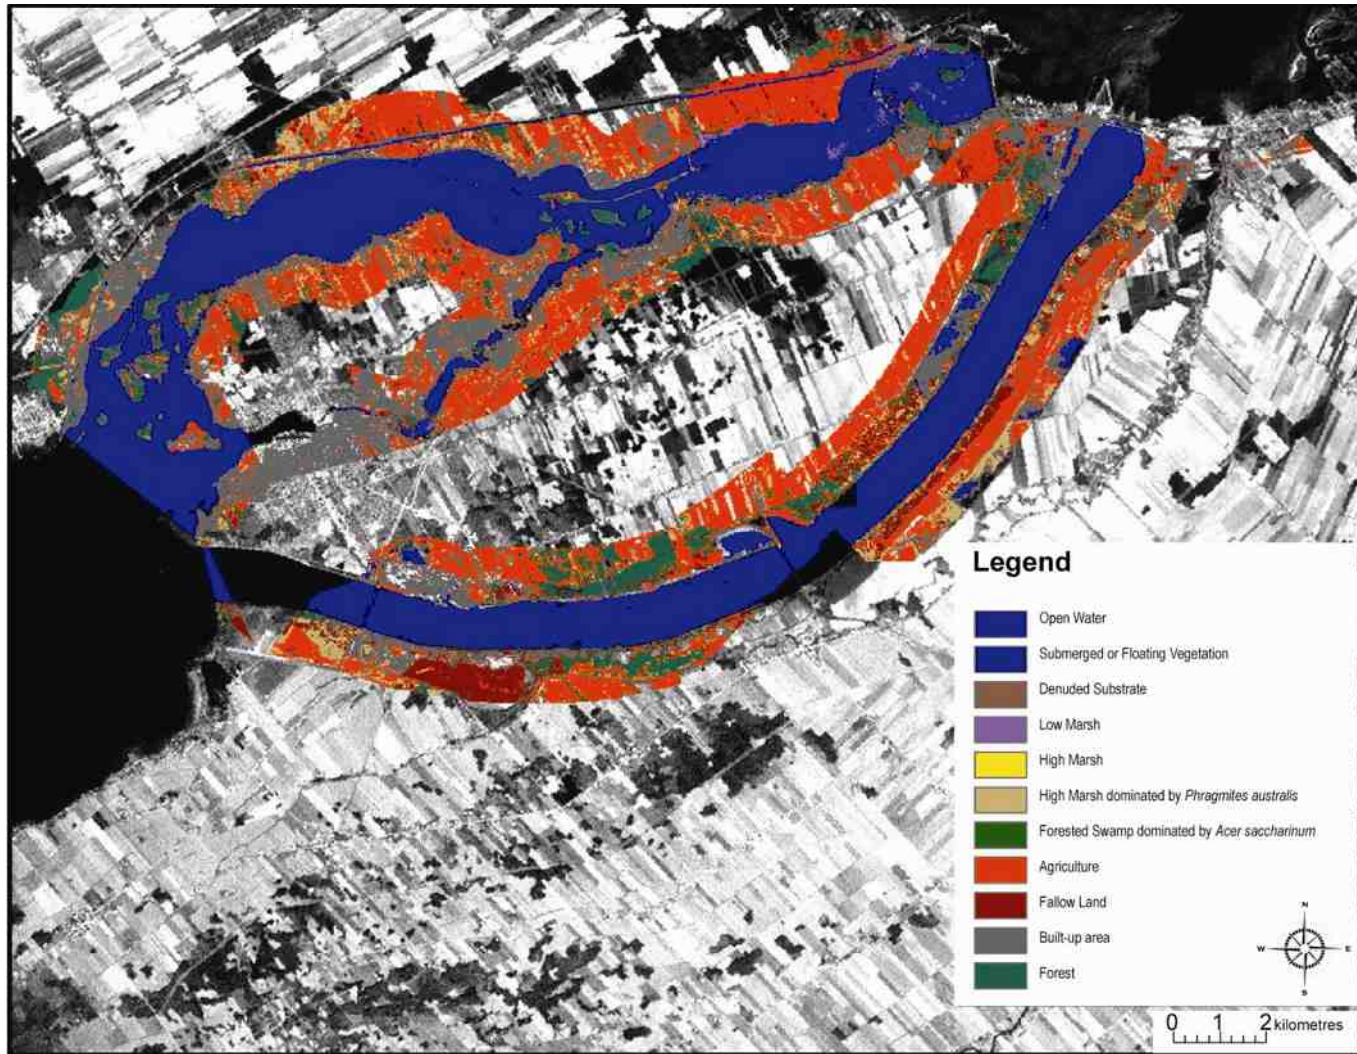 Legend
Open Water
Submerged or Floating Vegetation
Denuded Substrate
Low Marsh
High Marsh
High Marsh dominated by Phragmites australis
Forested Swamp dominated by Acer saccharinum
Agriculture
Fallow Land
Built-up area
Forest
N
W E
S
0 1 2 kilometres